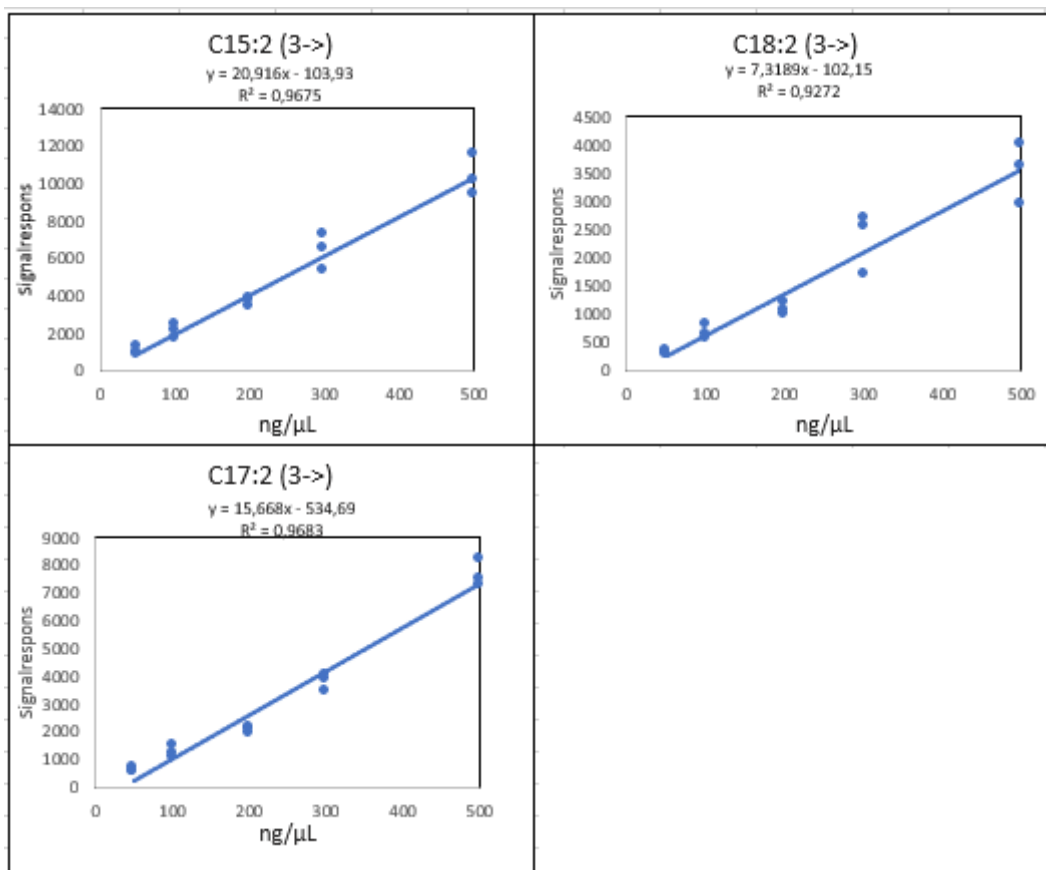 C15:2 (3->)
y = 20,916x - 103,93
R² = 0,9675
14000
12000
10000
8000
6000
4000
2000
0
Signalrespons
0 100 200 300 400 500
ng/µL
C18:2 (3->)
y = 7,3189x - 102,15
R² = 0,9272
4500
4000
3500
3000
2500
2000
1500
1000
500
0
Signalrespons
0 100 200 300 400 500
ng/µL
C17:2 (3->)
y = 15,668x - 534,69
R² = 0,9683
9000
8000
7000
6000
5000
4000
3000
2000
1000
0
Signalrespons
0 100 200 300 400 500
ng/µL